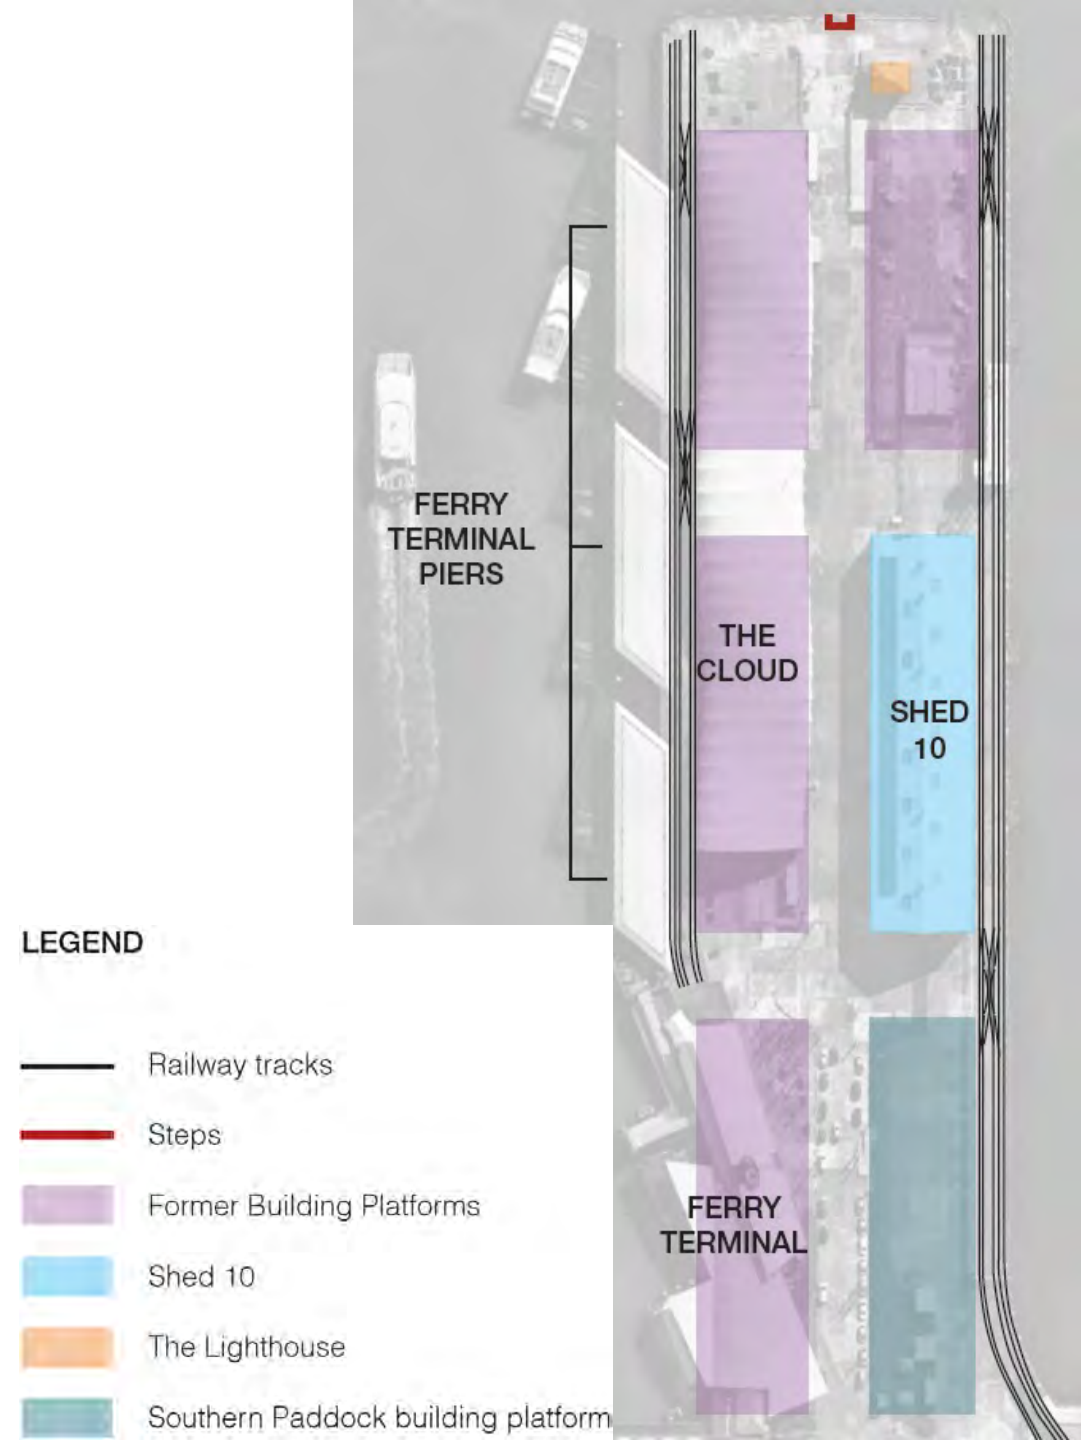 FERRY
TERMINAL
PIERS
THE
CLOUD
SHED
10
FERRY
TERMINAL
LEGEND
Railway tracks
Steps
Former Building Platforms
Shed 10
The Lighthouse
Southern Paddock building platform